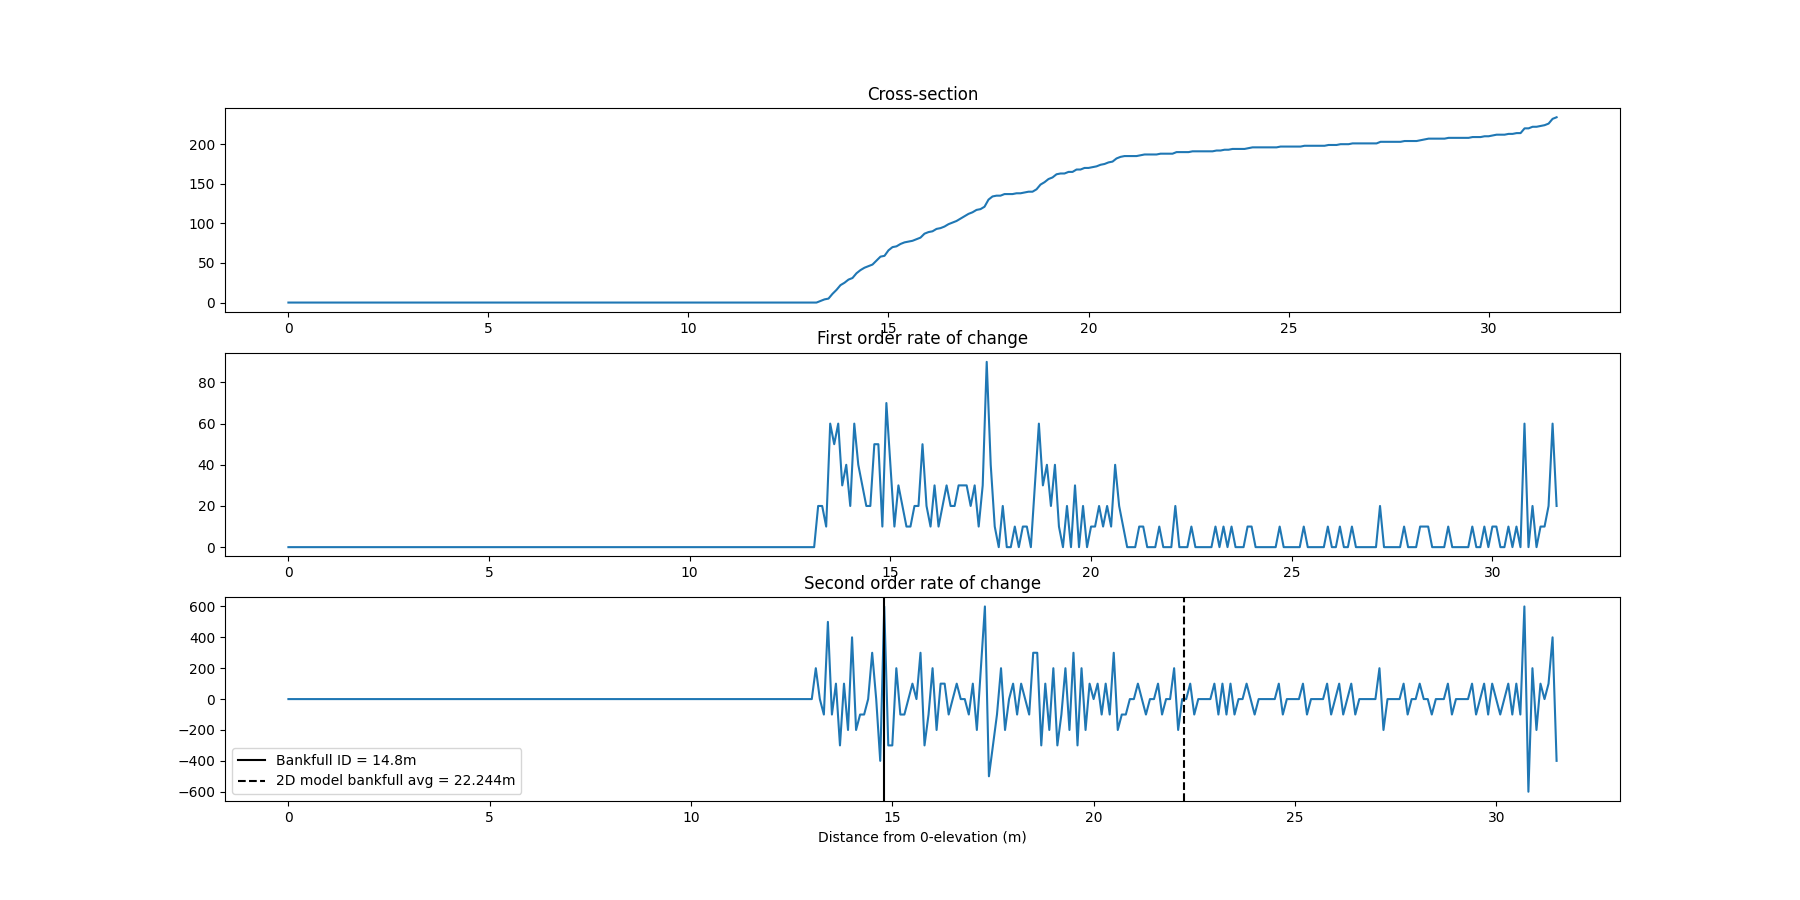 Cross-section
200
150
100
50
0
0 5 10 15 20 25 30
First order rate of change
80
60
40
20
0
0 5 10 15 20 25 30
Second order rate of change
600
400
200
0
−200
−400
−600
Bankfull ID = 14.8m
2D model bankfull avg = 22.244m
0 5 10 15 20 25 30
Distance from 0-elevation (m)